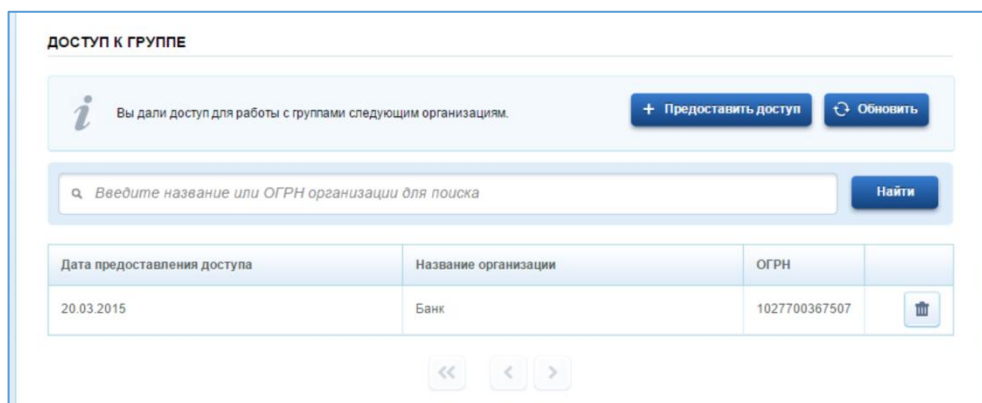 ДОСТУП К ГРУППЕ
Вы дали доступ для работы с группами следующим организациям.
+ Предоставить доступ
Обновить
Введите название или ОГРН организации для поиска
Найти
Дата предоставления доступа Название организации ОГРН
20.03.2015 Банк 1027700367507